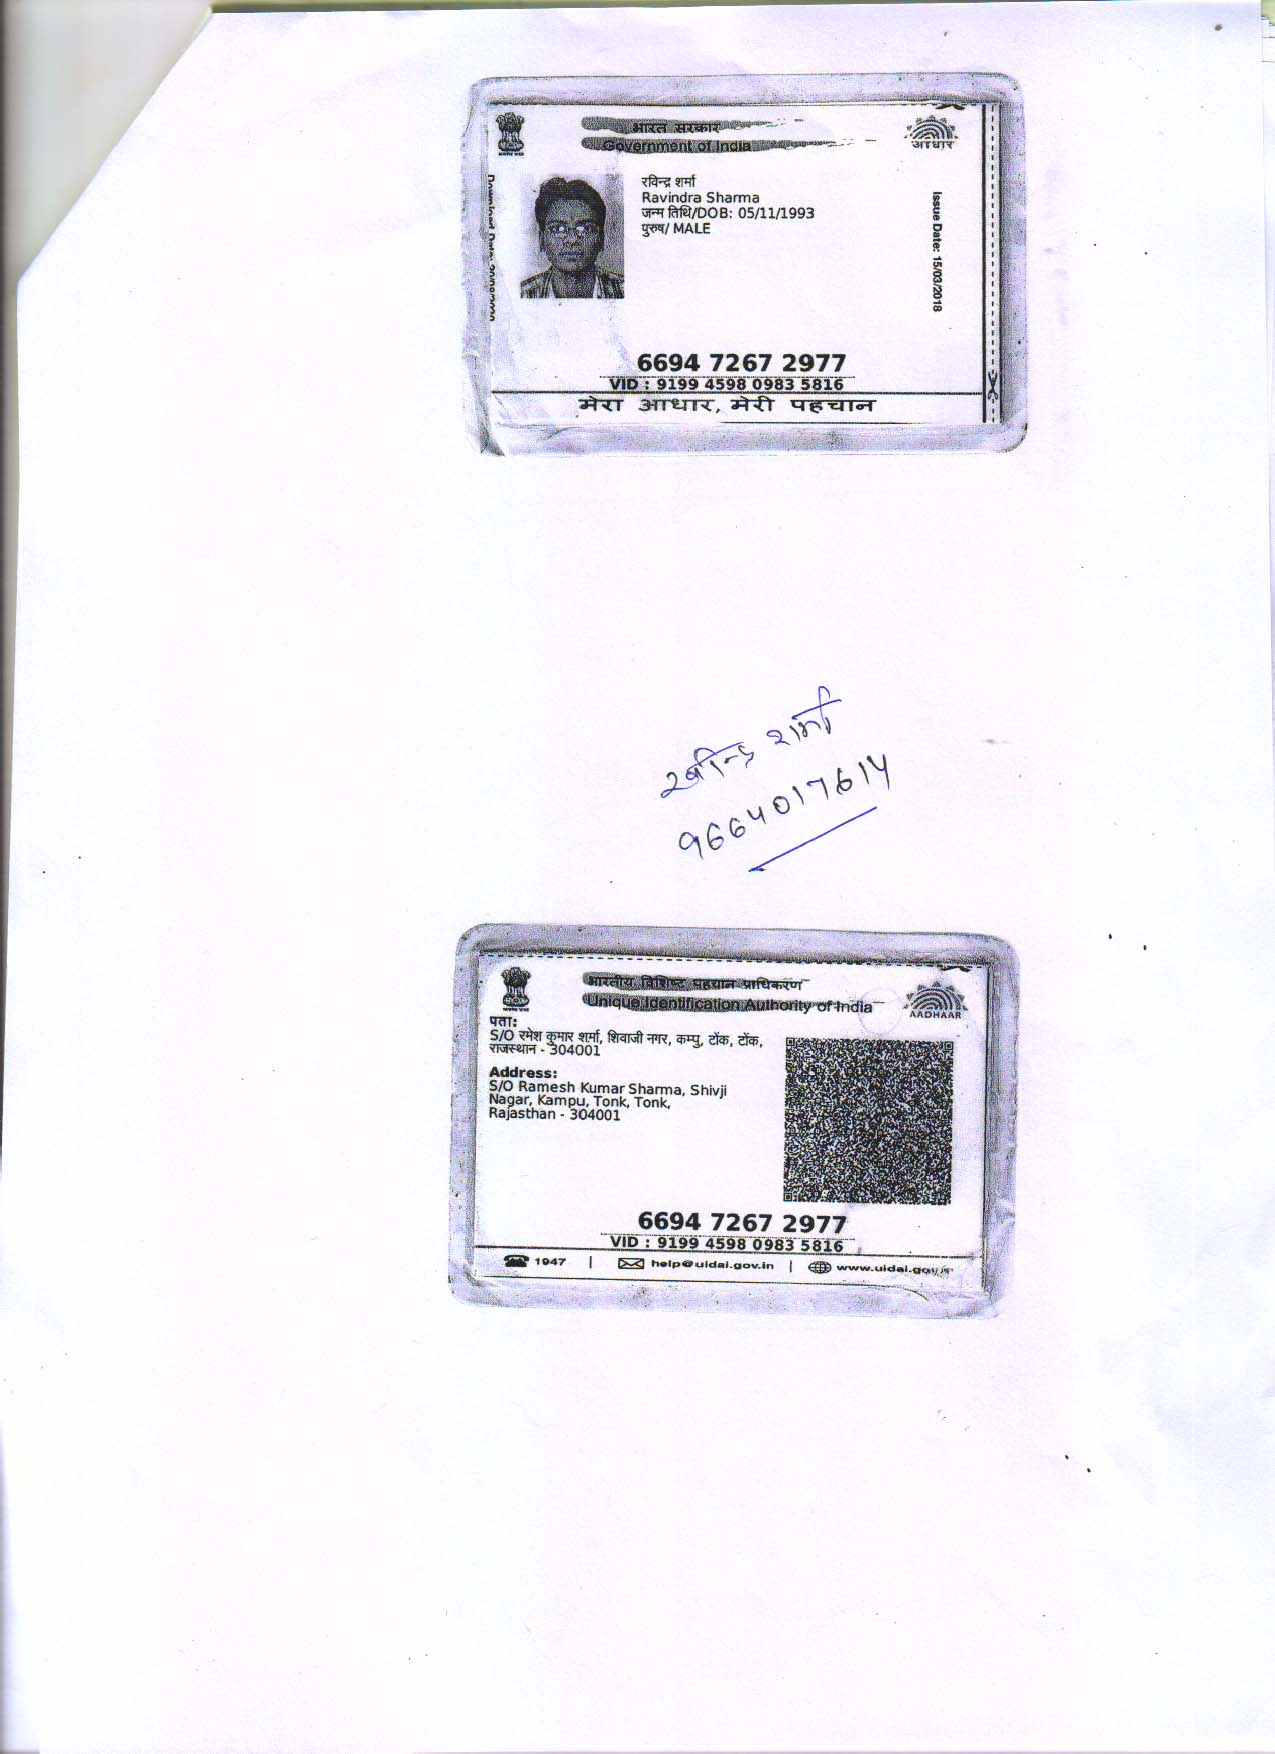 भारत सरकार
Government of India
आधार
रविन्द्र शर्मा
Ravindra Sharma
जन्म तिथि/DOB: 05/11/1993
पुरुष/ MALE
Issue Date: 15/03/2018
6694 7267 2977
VID : 9199 4598 0983 5816
मेरा आधार, मेरी पहचान
रवीन्द्र शर्मा
9664017614
भारतीय विशिष्ट पहचान प्राधिकरण
Unique Identification Authority of India
AADHAAR
पता:
S/O रमेश कुमार शर्मा, शिवाजी नगर, कम्पु, टोंक, टोंक,
राजस्थान - 304001
Address:
S/O Ramesh Kumar Sharma, Shivji
Nagar, Kampu, Tonk, Tonk,
Rajasthan - 304001
6694 7267 2977
VID : 9199 4598 0983 5816
1947 | help@uidai.gov.in | www.uidai.gov.in